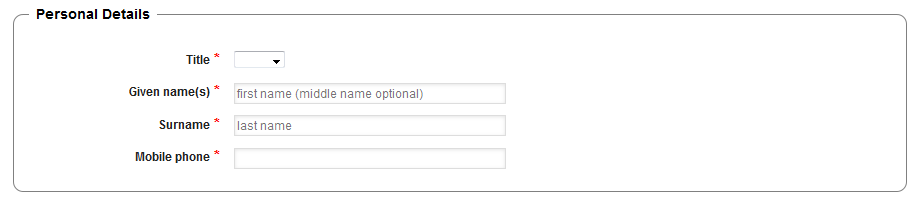 Personal Details
Title *
Given name(s) * first name (middle name optional)
Surname * last name
Mobile phone *